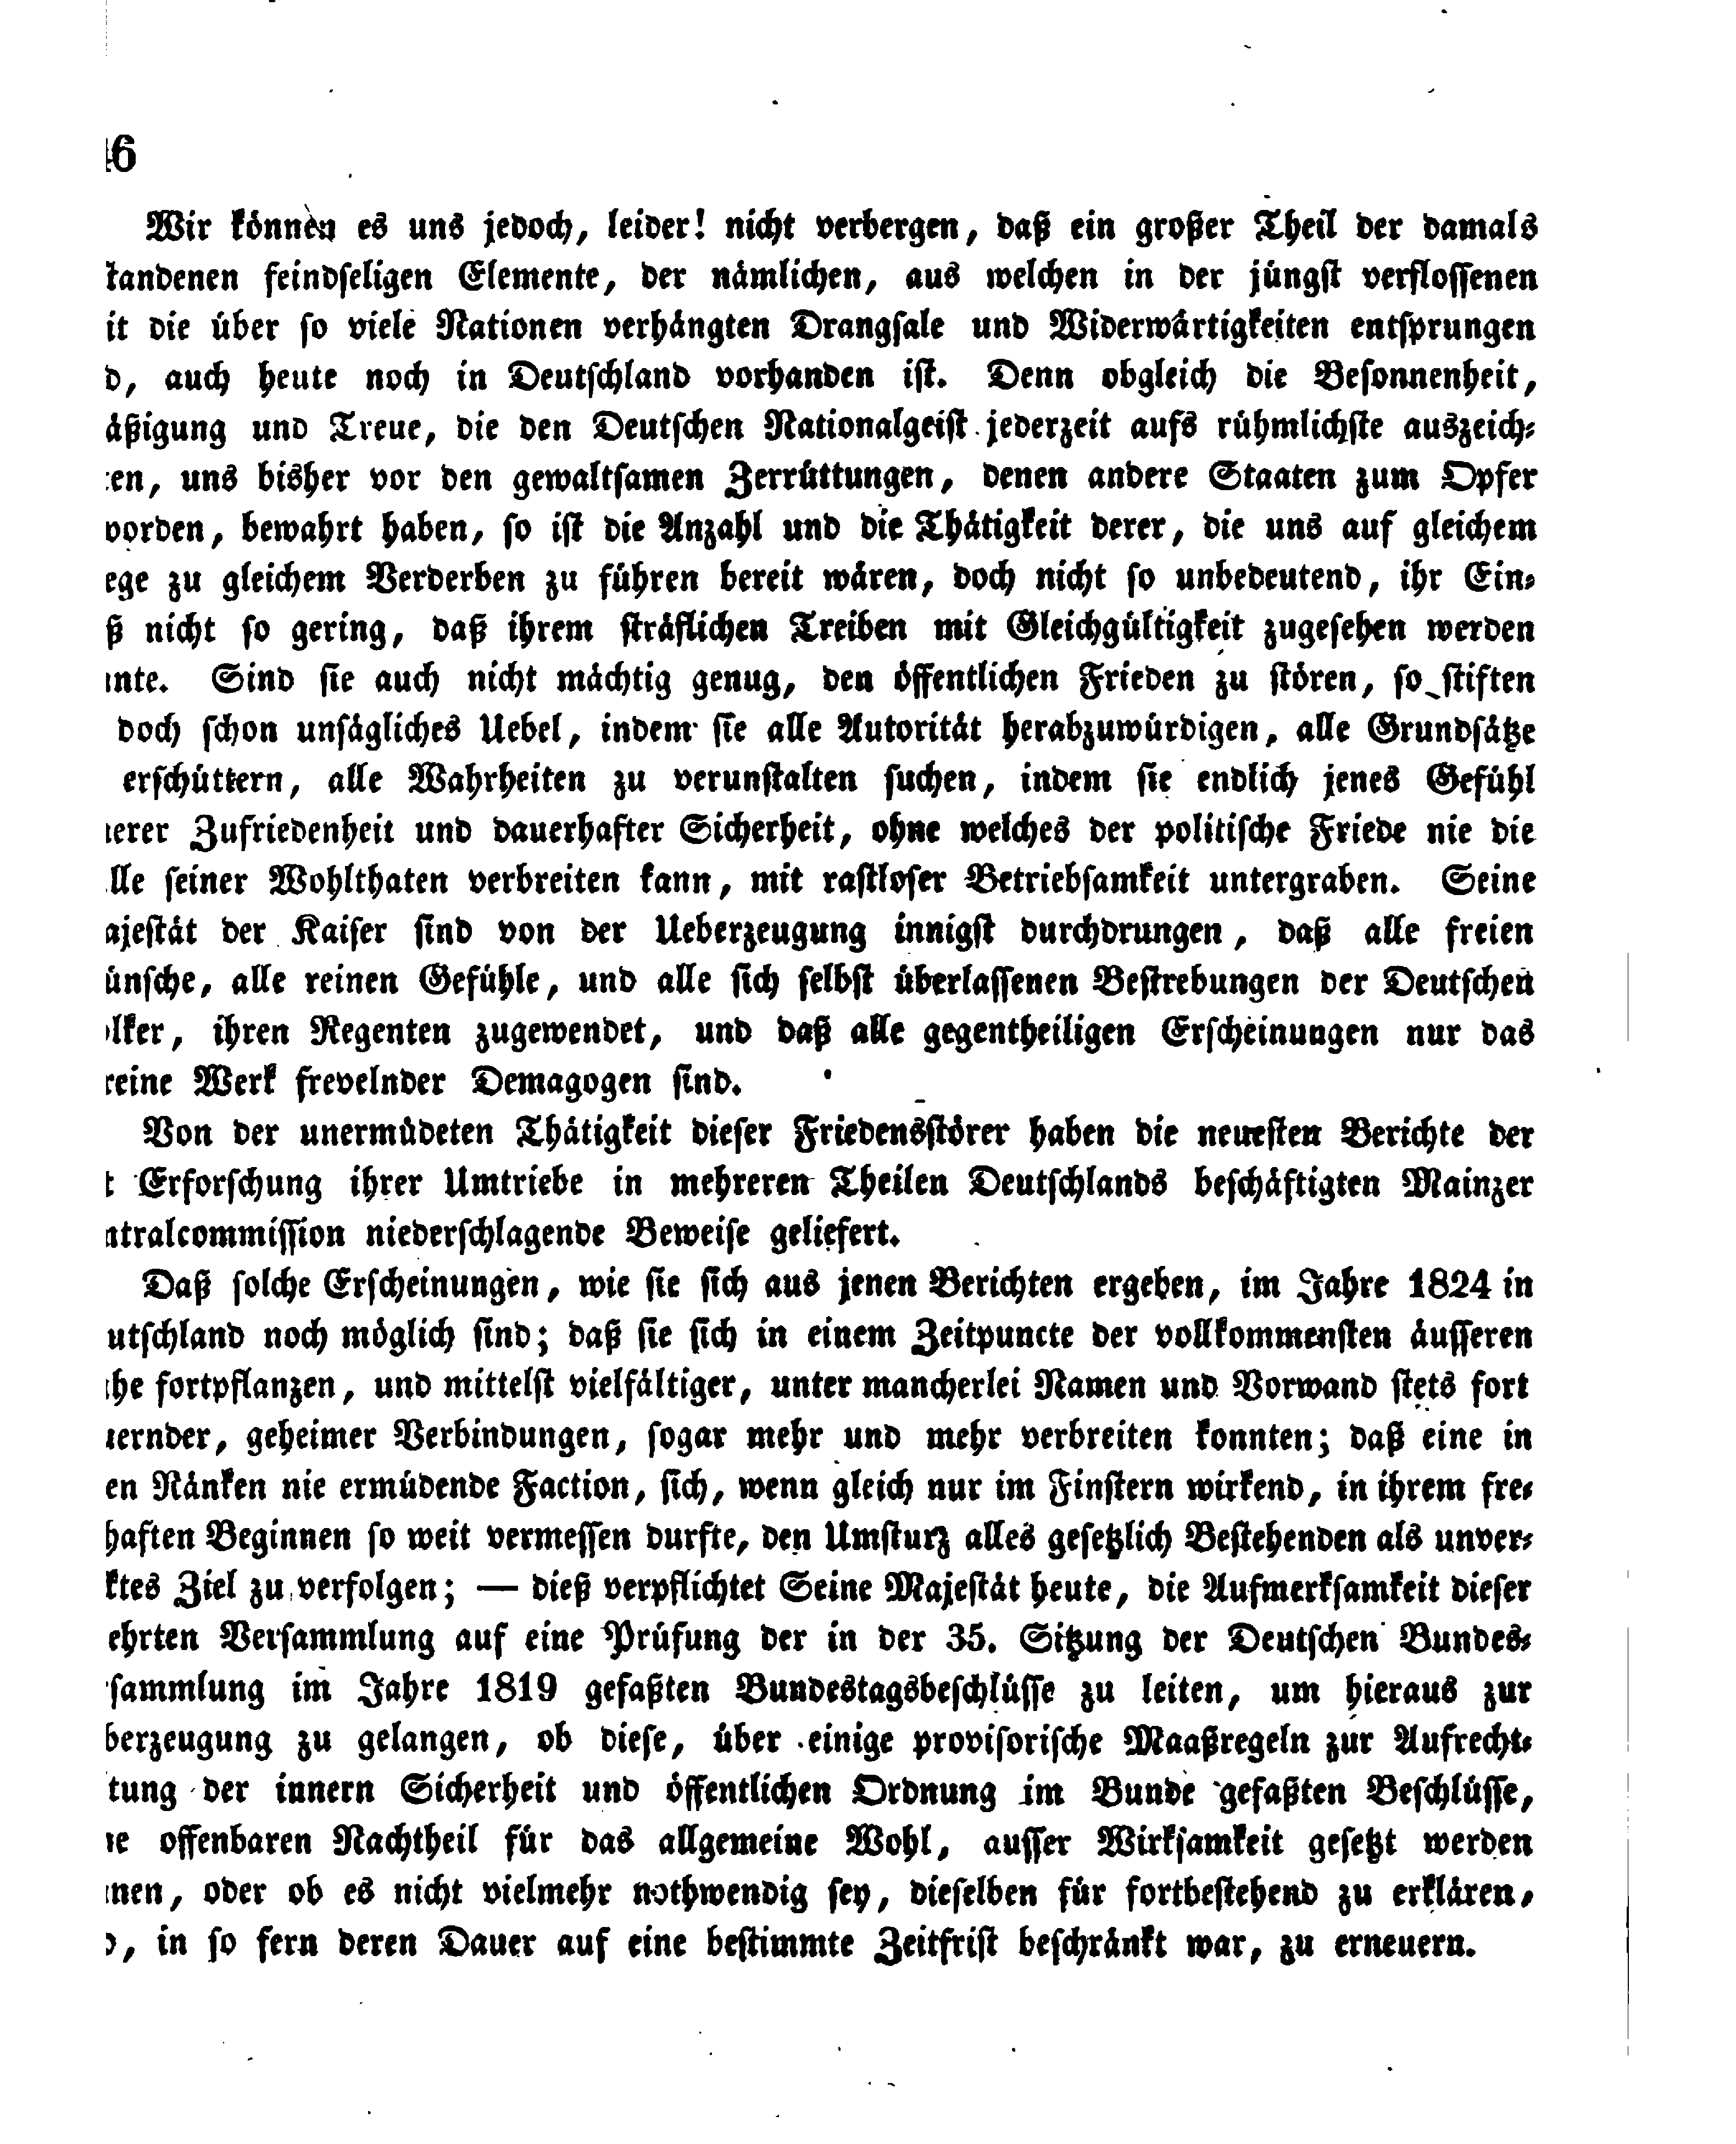 46
Wir können es uns jedoch, leider! nicht verbergen, daß ein großer Theil der damals
standenen feindseligen Elemente, der nämlichen, aus welchen in der jüngst verflossenen
it die über so viele Nationen verhängten Drangsale und Widerwärtigkeiten entsprungen
d, auch heute noch in Deutschland vorhanden ist. Denn obgleich die Besonnenheit,
äßigung und Treue, die den Deutschen Nationalgeist jederzeit aufs rühmlichste auszeich-
ten, uns bisher vor den gewaltsamen Zerrüttungen, denen andere Staaten zum Opfer
worden, bewahrt haben, so ist die Anzahl und die Thätigkeit derer, die uns auf gleichem
ege zu gleichem Verderben zu führen bereit wären, doch nicht so unbedeutend, ihr Ein-
ß nicht so gering, daß ihrem sträflichen Treiben mit Gleichgültigkeit zugesehen werden
nnte. Sind sie auch nicht mächtig genug, den öffentlichen Frieden zu stören, so stiften
doch schon unsägliches Uebel, indem sie alle Autorität herabzuwürdigen, alle Grundsätze
erschüttern, alle Wahrheiten zu verunstalten suchen, indem sie endlich jenes Gefühl
nerer Zufriedenheit und dauerhafter Sicherheit, ohne welches der politische Friede nie die
lle seiner Wohlthaten verbreiten kann, mit rastloser Betriebsamkeit untergraben. Seine
ajestät der Kaiser sind von der Ueberzeugung innigst durchdrungen, daß alle freien
ünsche, alle reinen Gefühle, und alle sich selbst überlassenen Bestrebungen der Deutschen
ölker, ihren Regenten zugewendet, und daß alle gegentheiligen Erscheinungen nur das
reine Werk frevelnder Demagogen sind.
Von der unermüdeten Thätigkeit dieser Friedensstörer haben die neuesten Berichte der
t Erforschung ihrer Umtriebe in mehreren Theilen Deutschlands beschäftigten Mainzer
ntralcommission niederschlagende Beweise geliefert.
Daß solche Erscheinungen, wie sie sich aus jenen Berichten ergeben, im Jahre 1824 in
utschland noch möglich sind; daß sie sich in einem Zeitpuncte der vollkommensten äusseren
he fortpflanzen, und mittelst vielfältiger, unter mancherlei Namen und Vorwand stets fort
uernder, geheimer Verbindungen, sogar mehr und mehr verbreiten konnten; daß eine in
en Ränken nie ermüdende Faction, sich, wenn gleich nur im Finstern wirkend, in ihrem fre-
haften Beginnen so weit vermessen durfte, den Umsturz alles gesetzlich Bestehenden als unver-
ktes Ziel zu verfolgen; — dieß verpflichtet Seine Majestät heute, die Aufmerksamkeit dieser
ehrten Versammlung auf eine Prüfung der in der 35. Sitzung der Deutschen Bundes-
sammlung im Jahre 1819 gefaßten Bundestagsbeschlüsse zu leiten, um hieraus zur
berzeugung zu gelangen, ob diese, über einige provisorische Maaßregeln zur Aufrecht-
tung der innern Sicherheit und öffentlichen Ordnung im Bunde gefaßten Beschlüsse,
ne offenbaren Nachtheil für das allgemeine Wohl, ausser Wirksamkeit gesetzt werden
nnen, oder ob es nicht vielmehr nothwendig sey, dieselben für fortbestehend zu erklären,
d, in so fern deren Dauer auf eine bestimmte Zeitfrist beschränkt war, zu erneuern.